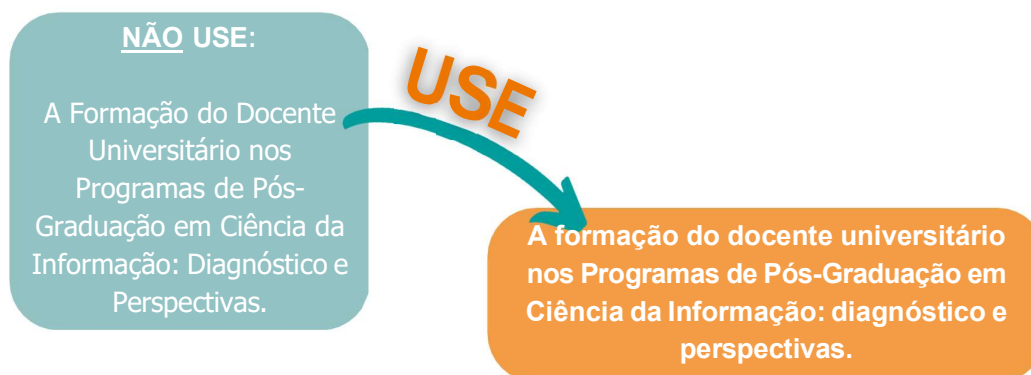 NÃO USE:
A Formação do Docente
Universitário nos
Programas de Pós-
Graduação em Ciência da
Informação: Diagnóstico e
Perspectivas.
USE
A formação do docente universitário
nos Programas de Pós-Graduação em
Ciência da Informação: diagnóstico e
perspectivas.